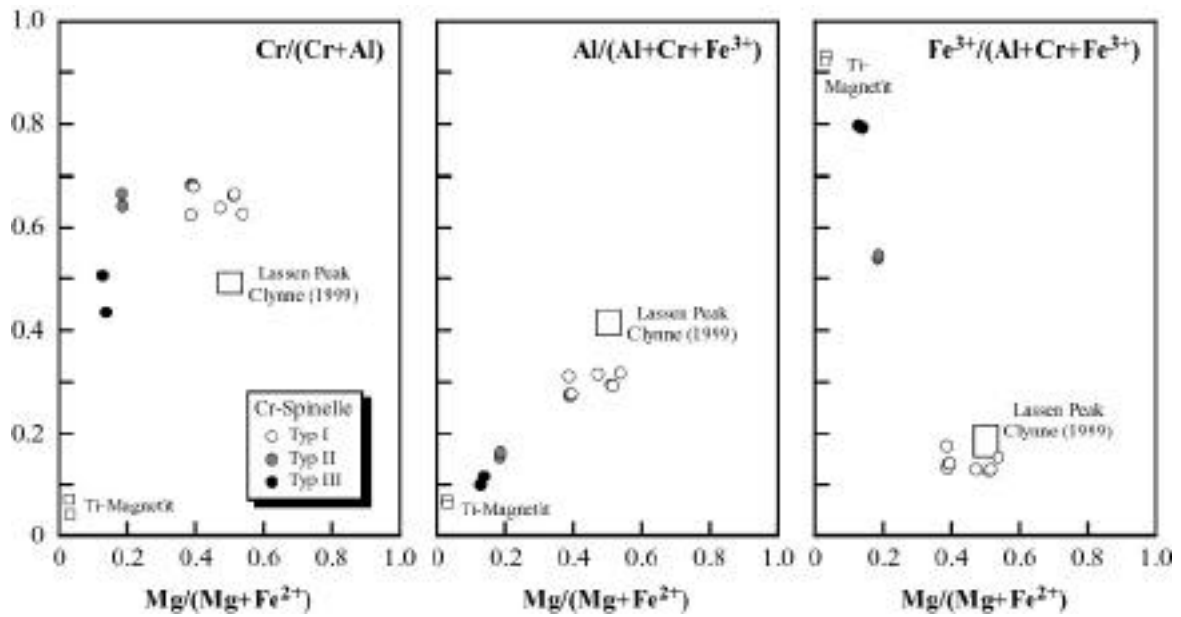 Cr/(Cr+Al)
1.0
0.8
0.6
0.4
0.2
0
Lassen Peak
Clynne (1999)
Cr-Spinelle
Typ I
Typ II
Typ III
Ti-Magnetit
0 0.2 0.4 0.6 0.8 1.0
Mg/(Mg+Fe²⁺)
Al/(Al+Cr+Fe³⁺)
Lassen Peak
Clynne (1999)
Ti-Magnetit
0 0.2 0.4 0.6 0.8 1.0
Mg/(Mg+Fe²⁺)
Fe³⁺/(Al+Cr+Fe³⁺)
Ti-
Magnetit
Lassen Peak
Clynne (1999)
0 0.2 0.4 0.6 0.8 1.0
Mg/(Mg+Fe²⁺)